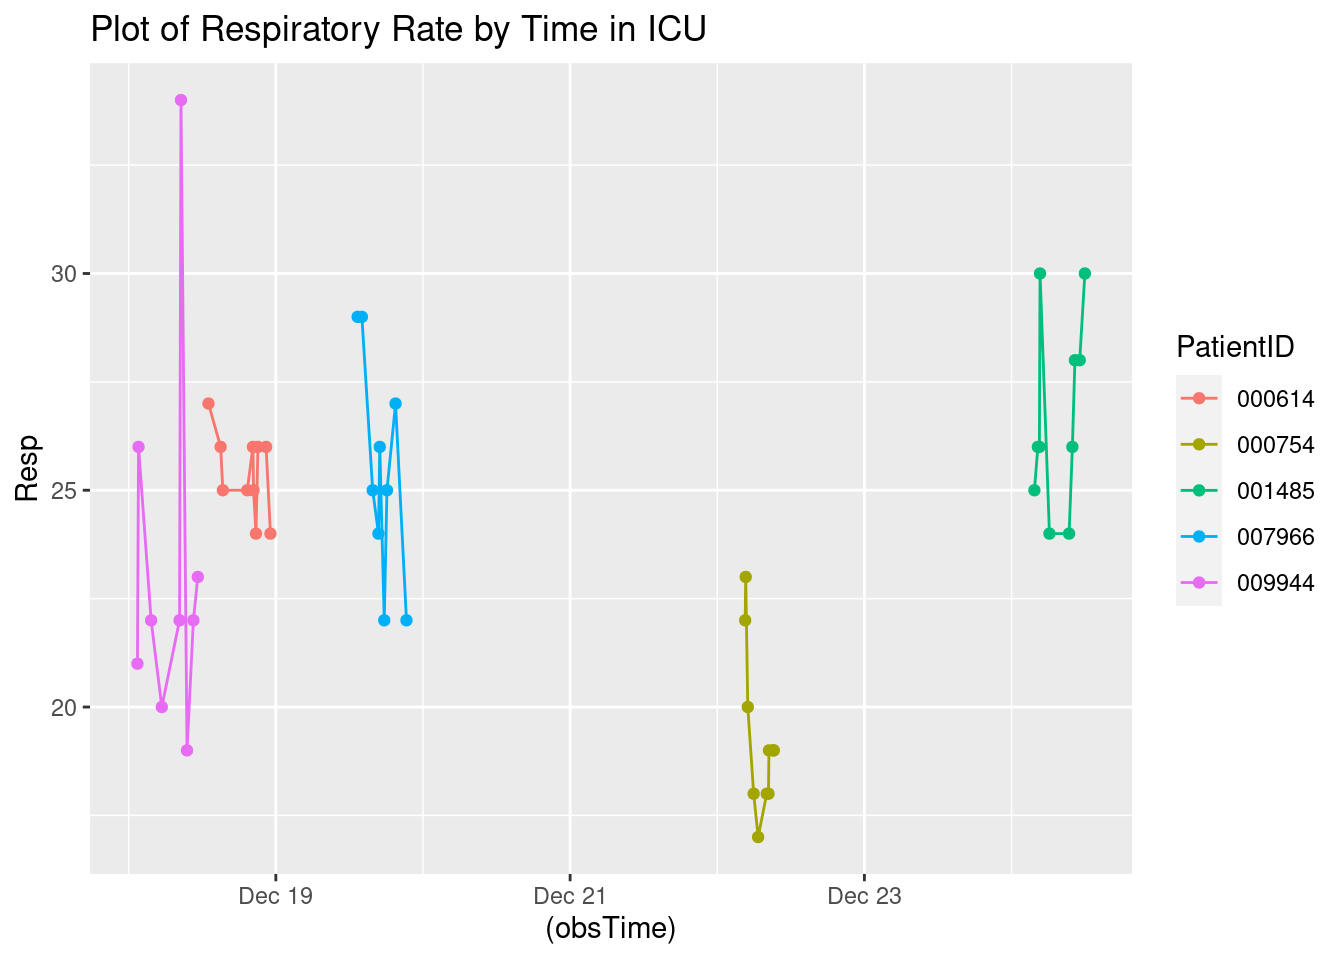 Plot of Respiratory Rate by Time in ICU
Resp
30
25
20
Dec 19
Dec 21
Dec 23
(obsTime)
PatientID
000614
000754
001485
007966
009944